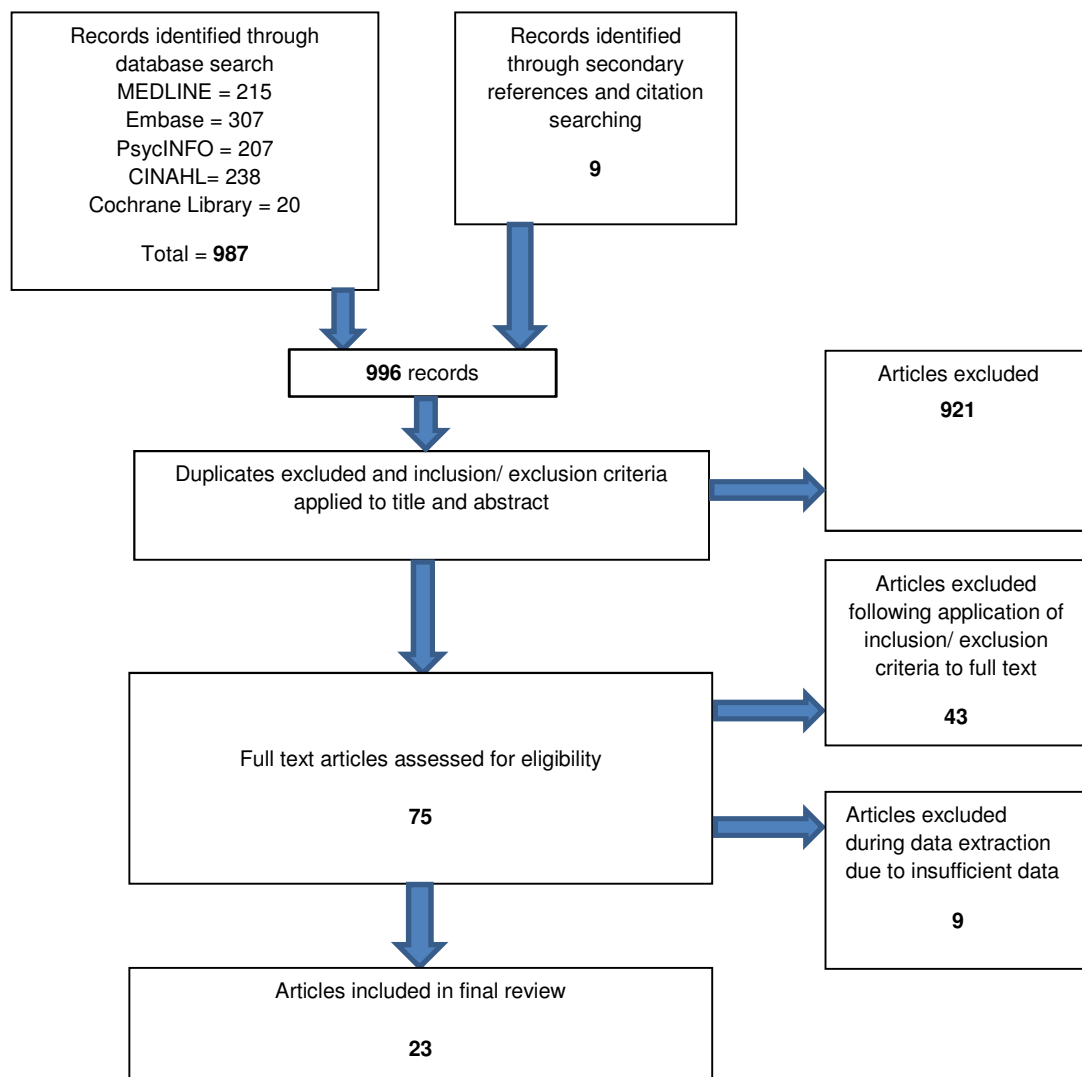 Records identified through
database search
MEDLINE = 215
Embase = 307
PsycINFO = 207
CINAHL= 238
Cochrane Library = 20
Total = 987
Records identified
through secondary
references and citation
searching
9
996 records
Articles excluded
921
Duplicates excluded and inclusion/ exclusion criteria
applied to title and abstract
Articles excluded
following application of
inclusion/ exclusion
criteria to full text
43
Full text articles assessed for eligibility
75
Articles excluded
during data extraction
due to insufficient data
9
Articles included in final review
23